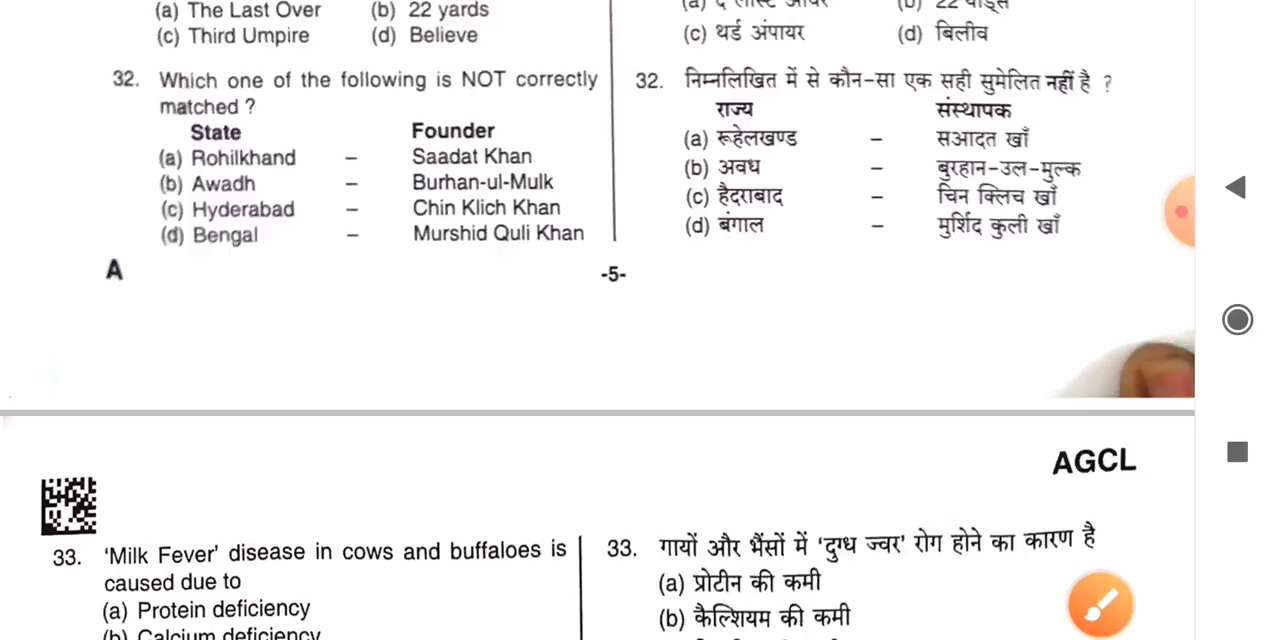 (a) The Last Over (b) 22 yards
(c) Third Umpire (d) Believe
32. Which one of the following is NOT correctly
matched ?
State Founder
(a) Rohilkhand – Saadat Khan
(b) Awadh – Burhan-ul-Mulk
(c) Hyderabad – Chin Klich Khan
(d) Bengal – Murshid Quli Khan
A
-5-
(c) थर्ड अंपायर (d) बिलीव
32. निम्नलिखित में से कौन-सा एक सही सुमेलित नहीं है ?
राज्य संस्थापक
(a) रूहेलखण्ड – सआदत खाँ
(b) अवध – बुरहान-उल-मुल्क
(c) हैदराबाद – चिन क्लिच खाँ
(d) बंगाल – मुर्शिद कुली खाँ
AGCL
33. ‘Milk Fever’ disease in cows and buffaloes is
caused due to
(a) Protein deficiency
(b) Calcium deficiency
33. गायों और भैंसों में ‘दुग्ध ज्वर’ रोग होने का कारण है
(a) प्रोटीन की कमी
(b) कैल्शियम की कमी